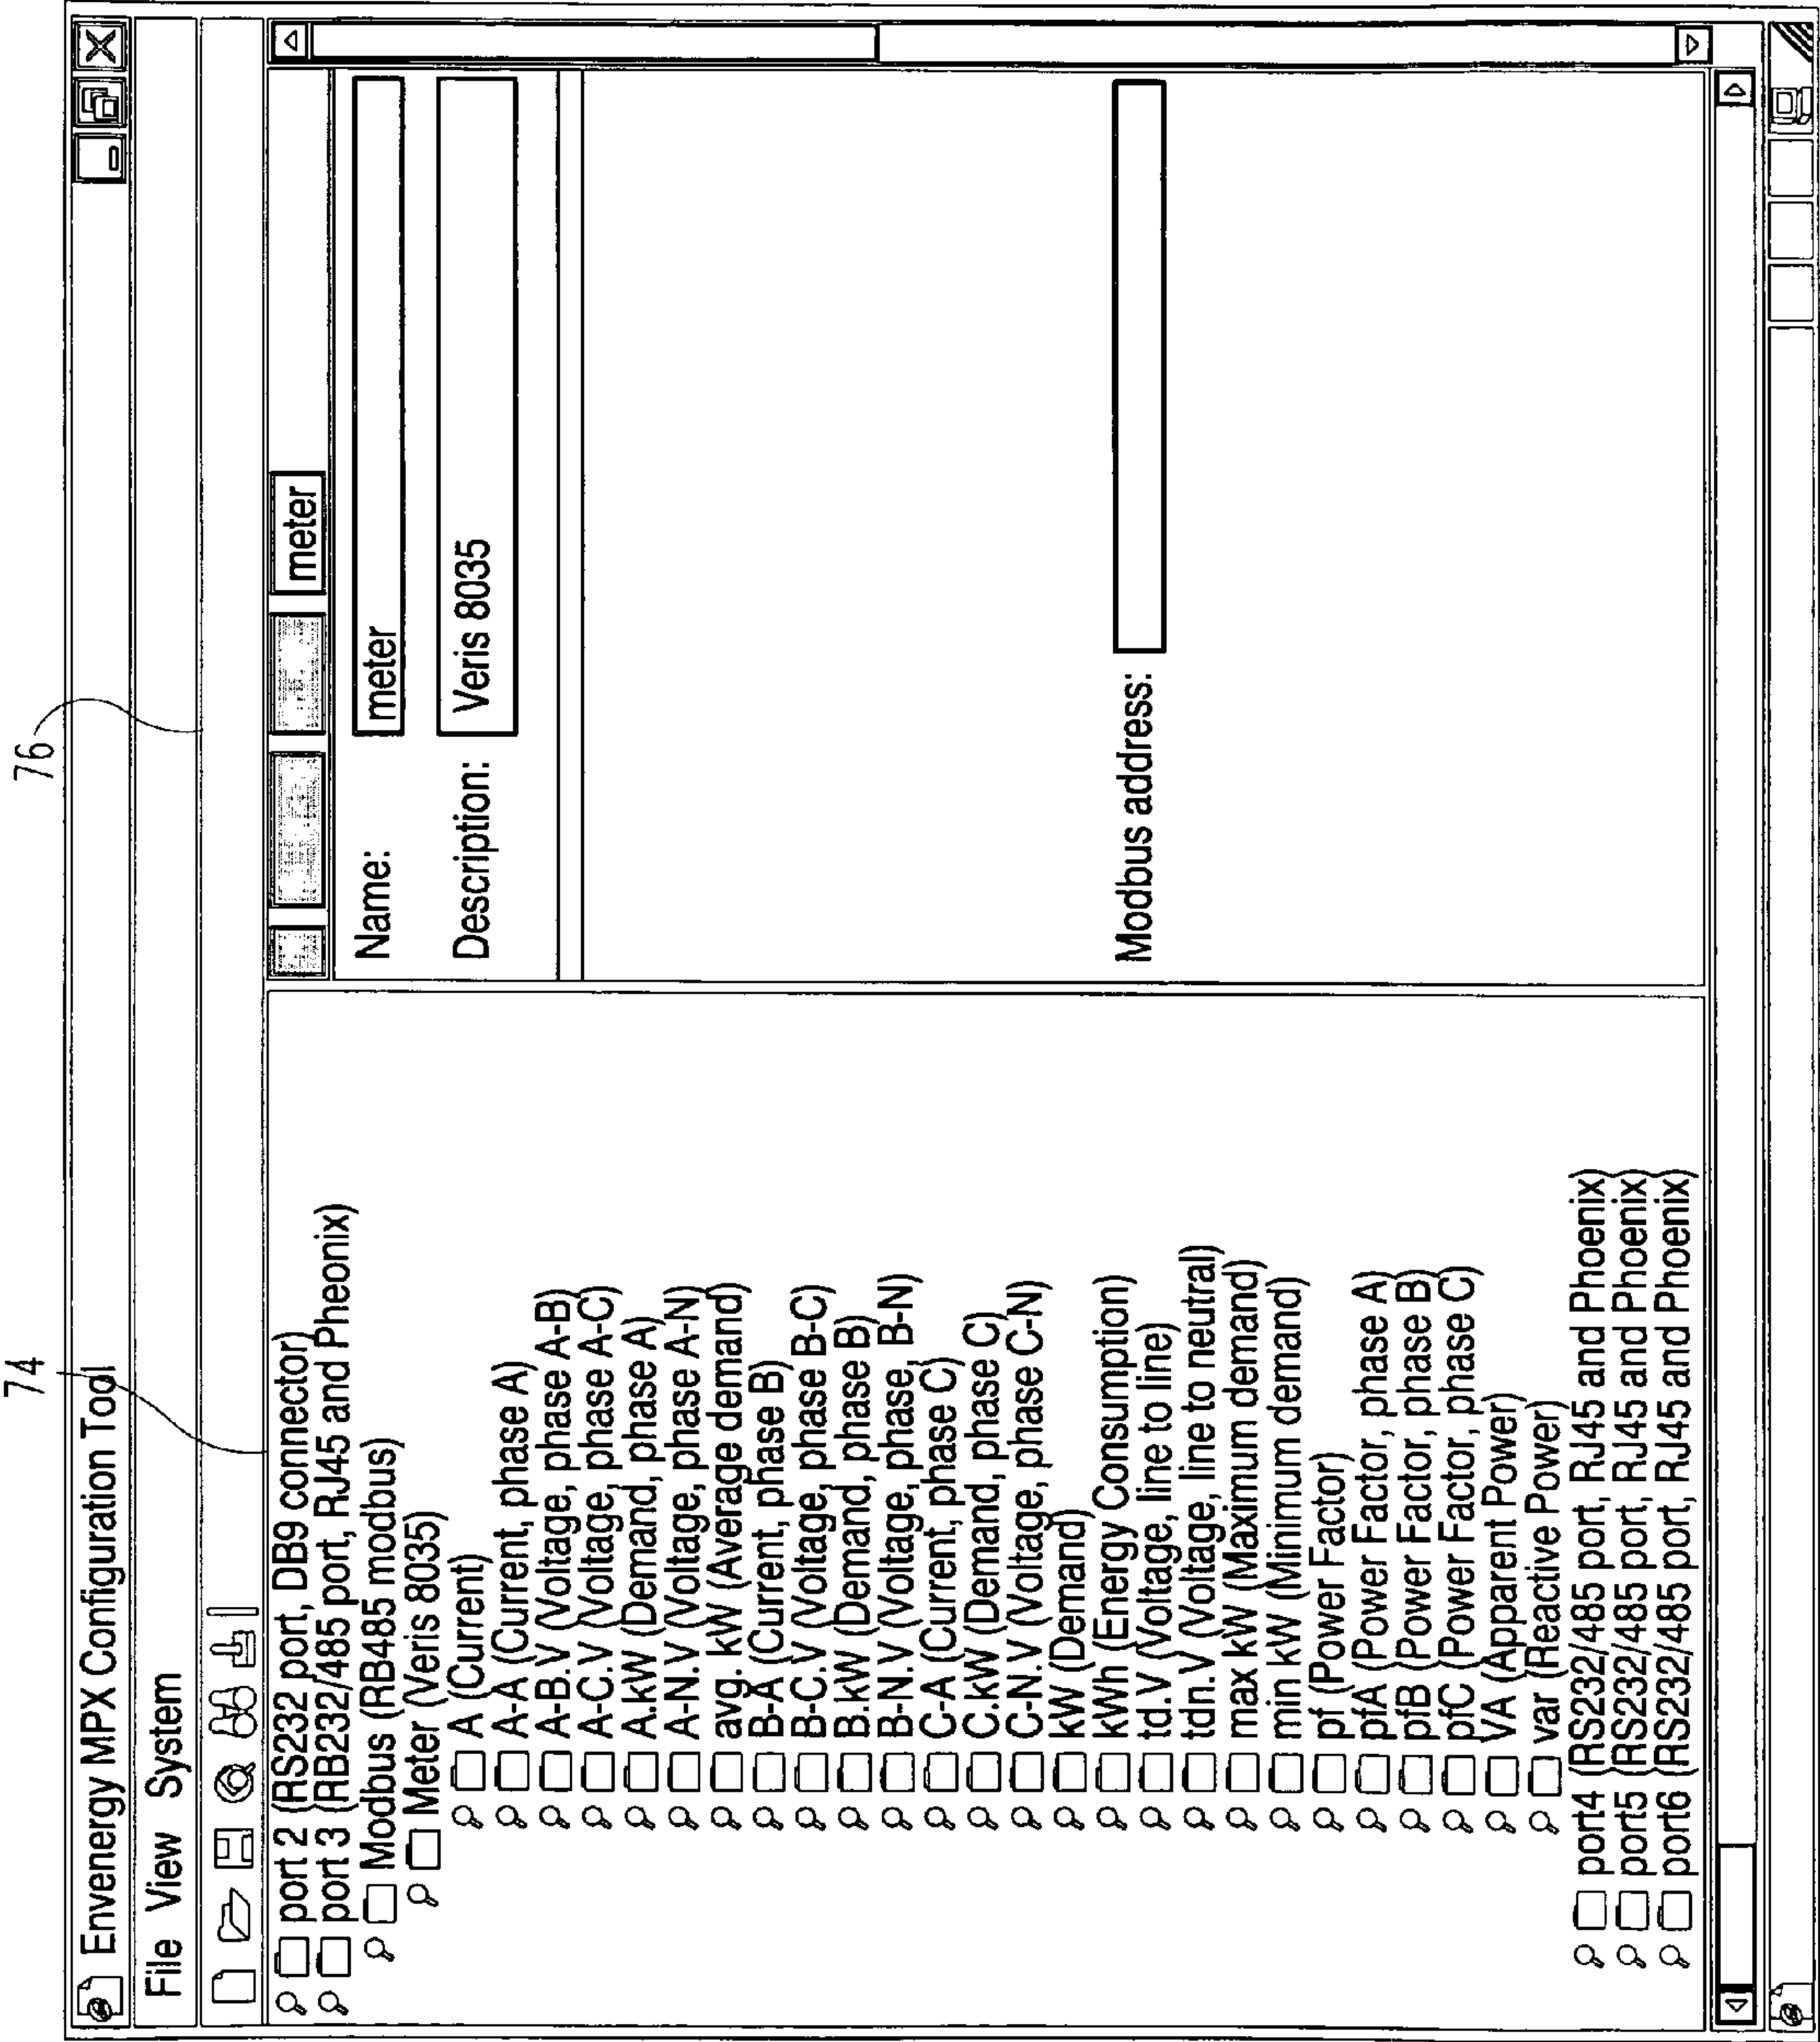 74
76
Envenergy MPX Configuration Tool
File View System
port 2 (RS232 port, DB9 connector)
port 3 (RB232/485 port, RJ45 and Pheonix)
Modbus (RB485 modbus)
Meter (Veris 8035)
A (Current)
A-A (Current, phase A)
A-B.V (Voltage, phase A-B)
A-C.V (Voltage, phase A-C)
A.kW (Demand, phase A)
A-N.V (Voltage, phase A-N)
avg. kW (Average demand)
B-A (Current, phase B)
B-C.V (Voltage, phase B-C)
B.kW (Demand, phase B)
B-N.V (Voltage, phase, B-N)
C-A (Current, phase C)
C.kW (Demand, phase C)
C-N.V (Voltage, phase C-N)
kW (Demand)
kWh (Energy Consumption)
td.V (Voltage, line to line)
tdn.V (Voltage, line to neutral)
max kW (Maximum demand)
min kW (Minimum demand)
pf (Power Factor)
pfA (Power Factor, phase A)
pfB (Power Factor, phase B)
pfC (Power Factor, phase C)
VA (Apparent Power)
var (Reactive Power)
port4 (RS232/485 port, RJ45 and Phoenix)
port5 (RS232/485 port, RJ45 and Phoenix)
port6 (RS232/485 port, RJ45 and Phoenix)
meter
Name: meter
Description: Veris 8035
Modbus address: